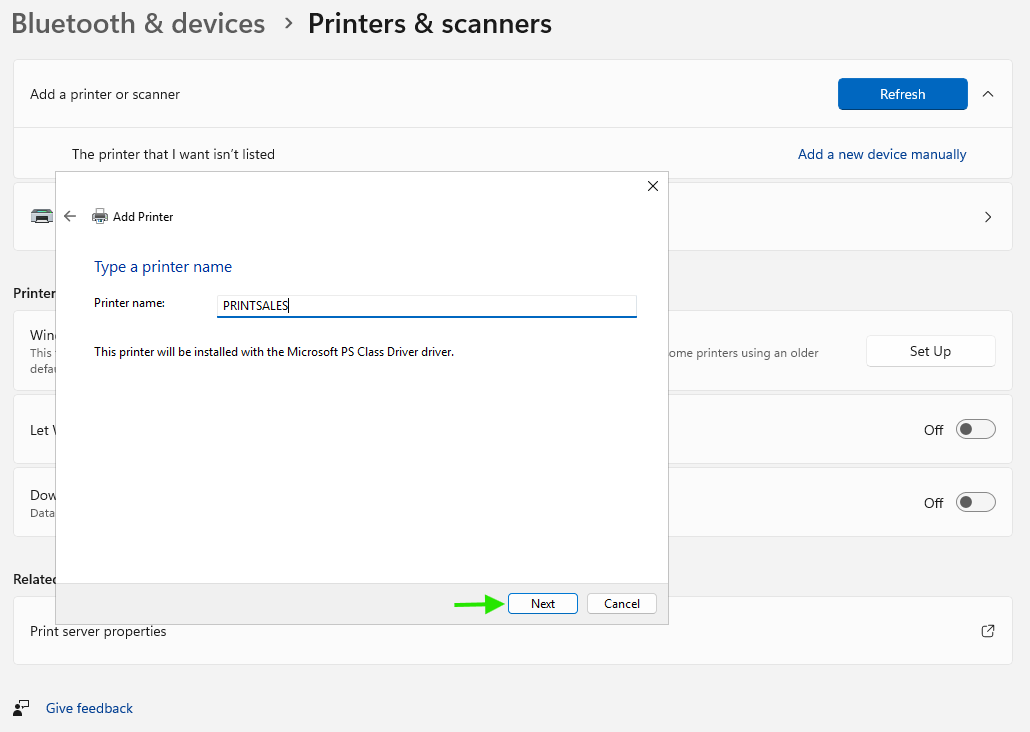 Bluetooth & devices > Printers & scanners
Add a printer or scanner
Refresh
The printer that I want isn't listed
Add a new device manually
Add Printer
Type a printer name
Printer name:
PRINTSALES
This printer will be installed with the Microsoft PS Class Driver driver.
Next
Cancel
Printer
This
ome printers using an older
Set Up
Let
Off
Data
Off
Related
Print server properties
Give feedback